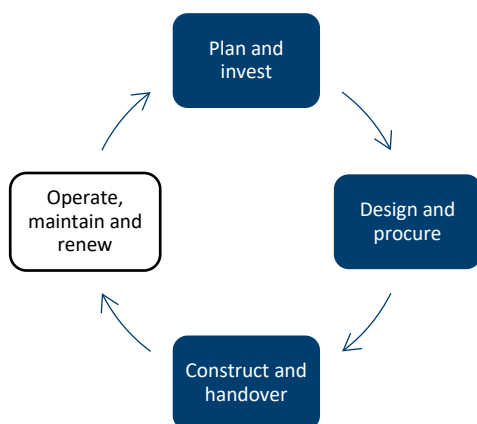 Plan and
invest
Design and
procure
Construct and
handover
Operate,
maintain and
renew